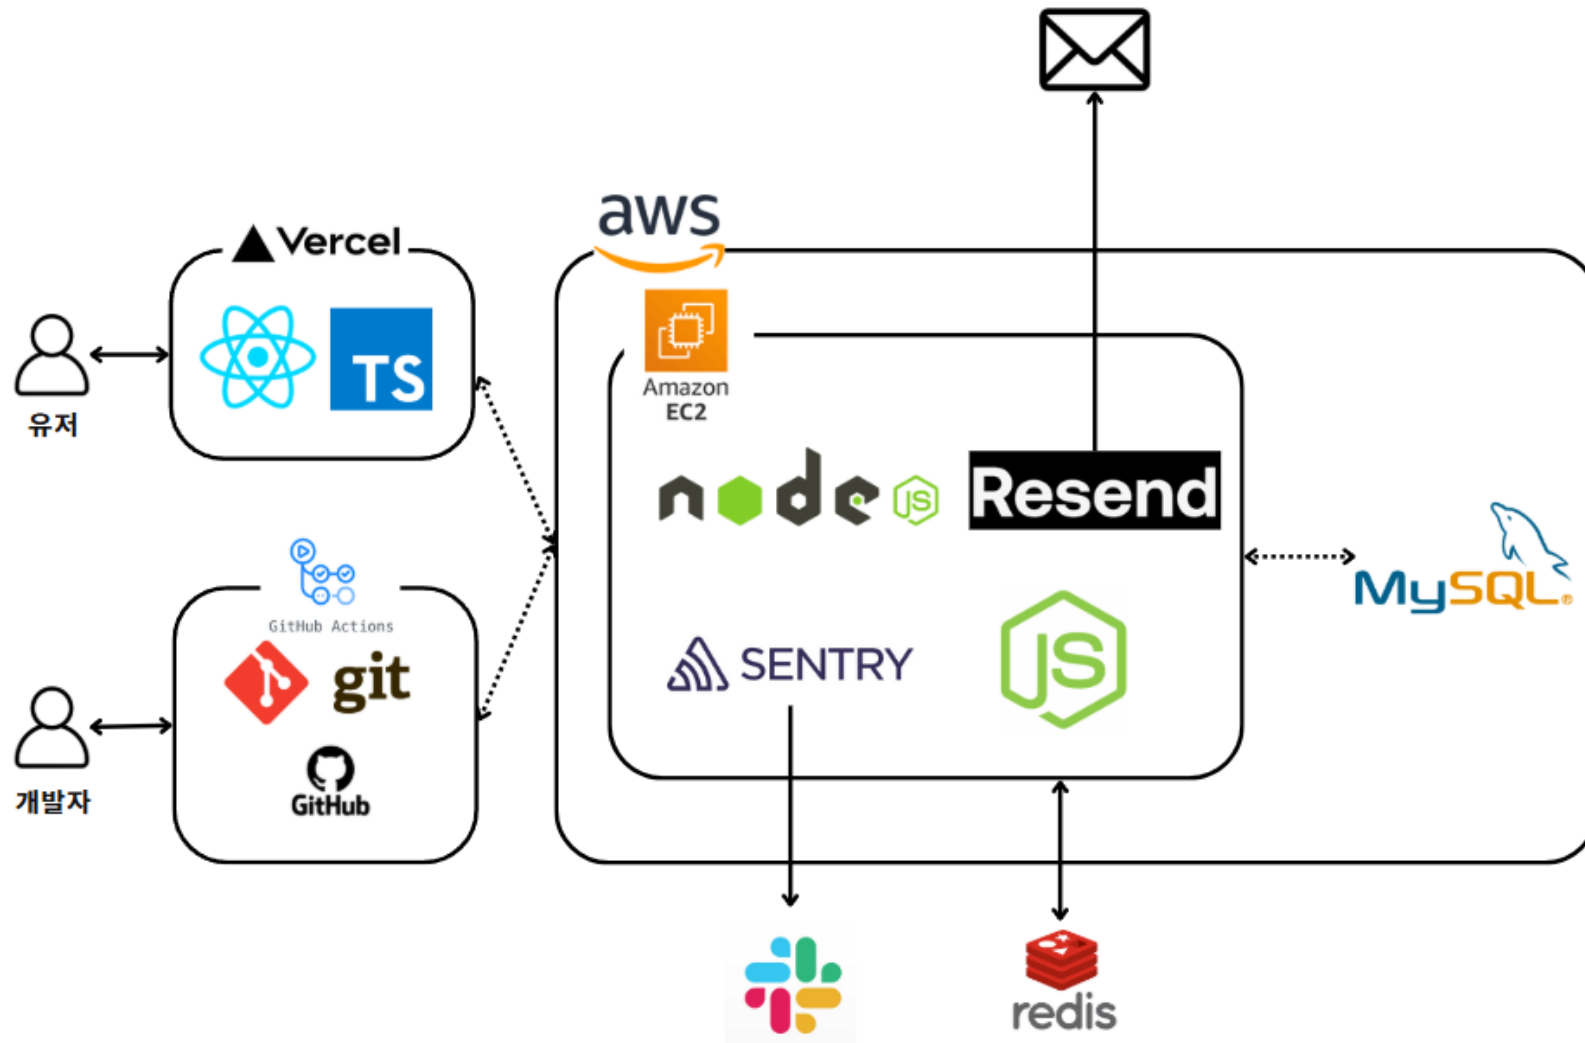 aws
Vercel
TS
유저
Amazon
EC2
node
JS
Resend
MySQL®
GitHub Actions
git
SENTRY
JS
개발자
GitHub
redis